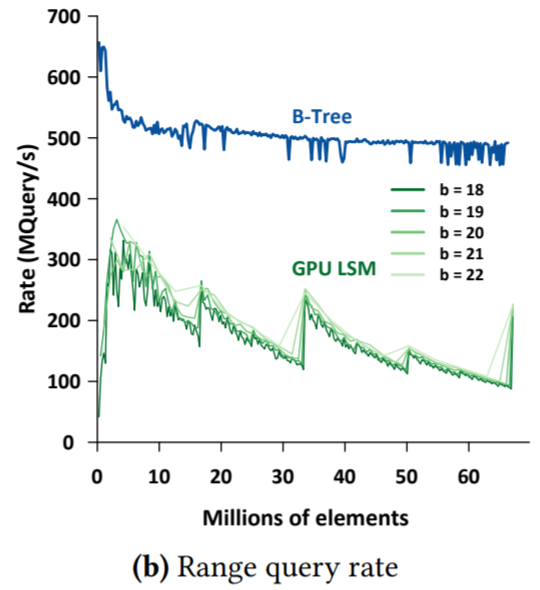 700
600
500
400
300
200
100
0
Rate (MQuery/s)
B-Tree
b = 18
b = 19
b = 20
b = 21
b = 22
GPU LSM
0 10 20 30 40 50 60
Millions of elements
(b) Range query rate